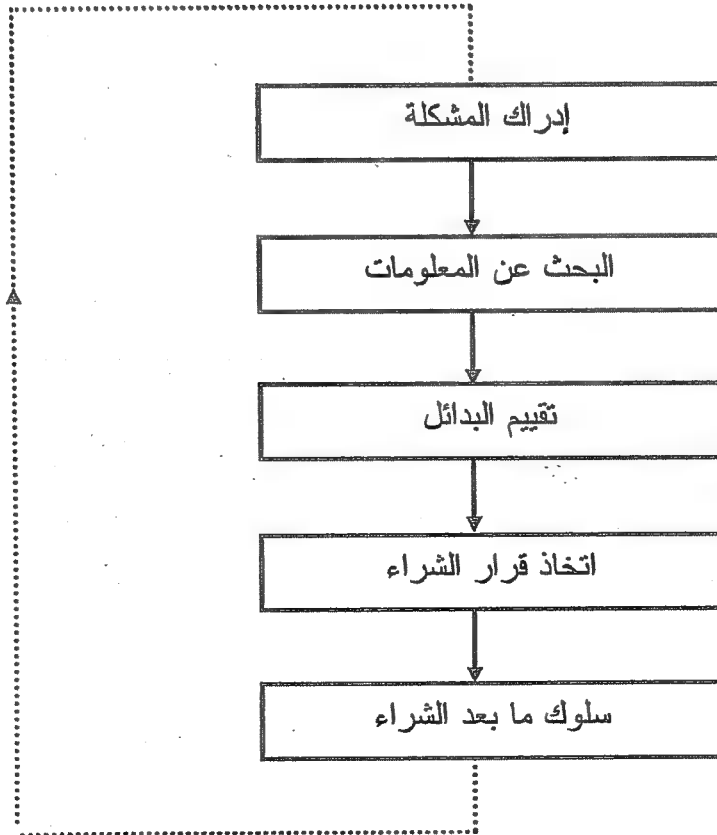 إدراك المشكلة
البحث عن المعلومات
تقييم البدائل
اتخاذ قرار الشراء
سلوك ما بعد الشراء